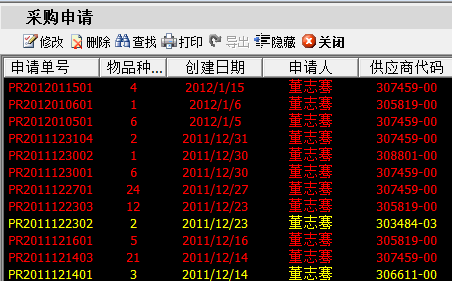 采购申请
修改 删除 查找 打印 导出 隐藏 关闭
申请单号 物品种... 创建日期 申请人 供应商代码
PR2012011501 4 2012/1/15 董志骞 307459-00
PR2012010601 1 2012/1/6 董志骞 305819-00
PR2012010501 6 2012/1/5 董志骞 307459-00
PR2011123104 2 2011/12/31 董志骞 307459-00
PR2011123002 1 2011/12/30 董志骞 308801-00
PR2011123001 6 2011/12/30 董志骞 307459-00
PR2011122701 24 2011/12/27 董志骞 307459-00
PR2011122303 12 2011/12/23 董志骞 305819-00
PR2011122302 2 2011/12/23 董志骞 303484-03
PR2011121601 5 2011/12/16 董志骞 305819-00
PR2011121403 21 2011/12/14 董志骞 307459-00
PR2011121401 3 2011/12/14 董志骞 306611-00